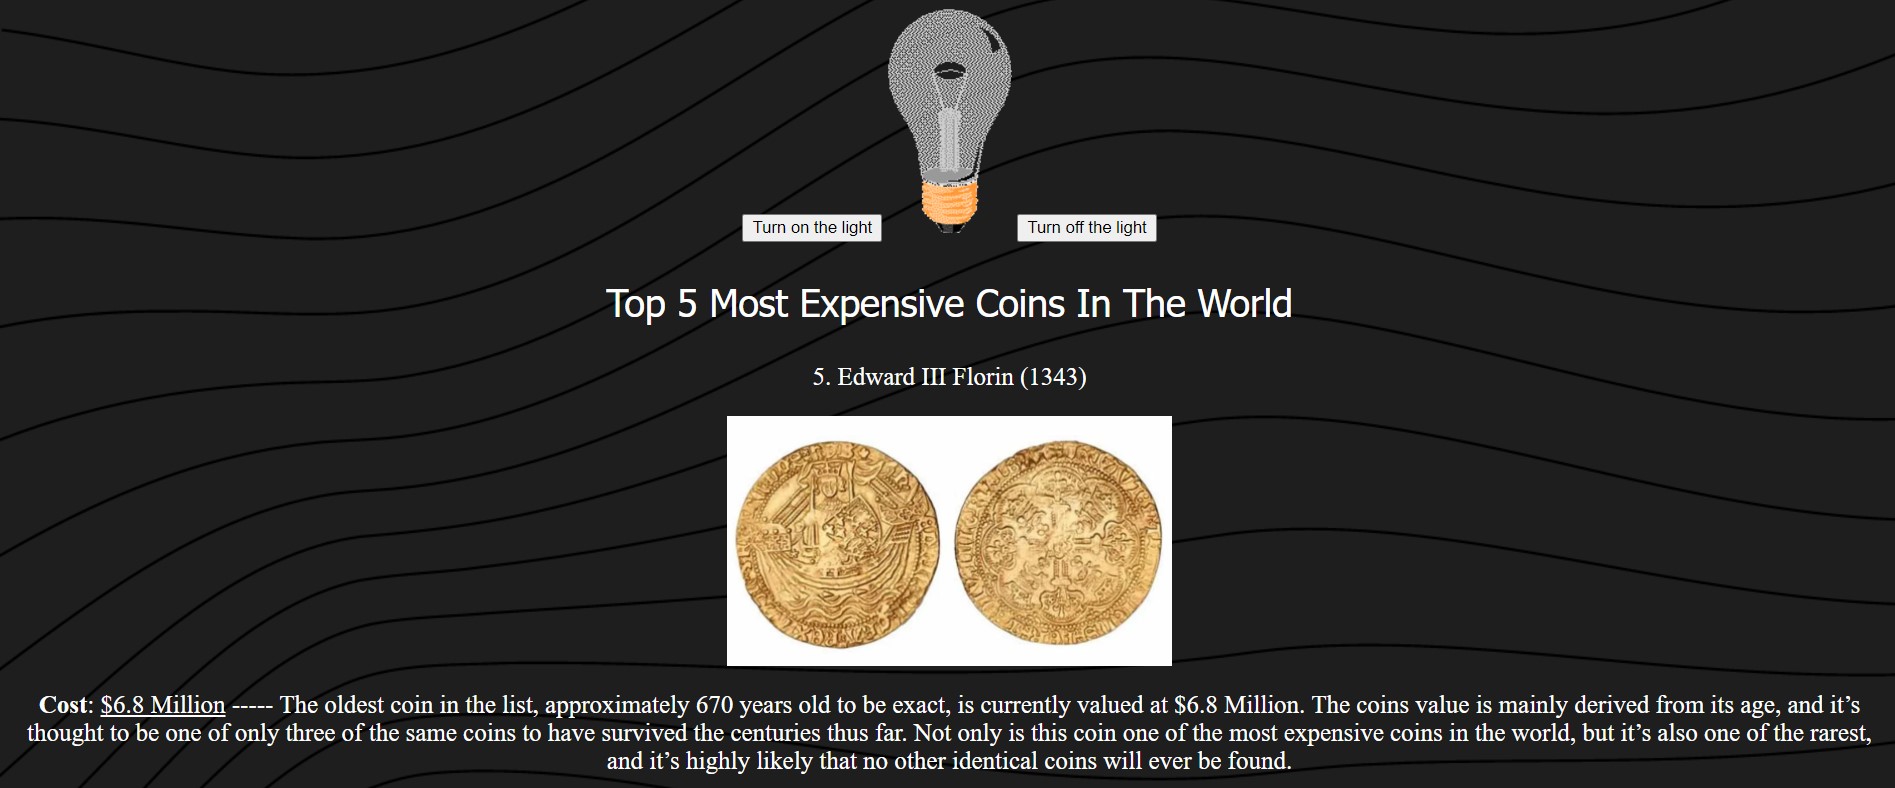 Turn on the light
Turn off the light
Top 5 Most Expensive Coins In The World
5. Edward III Florin (1343)
Cost: $6.8 Million ----- The oldest coin in the list, approximately 670 years old to be exact, is currently valued at $6.8 Million. The coins value is mainly derived from its age, and it’s
thought to be one of only three of the same coins to have survived the centuries thus far. Not only is this coin one of the most expensive coins in the world, but it’s also one of the rarest,
and it’s highly likely that no other identical coins will ever be found.